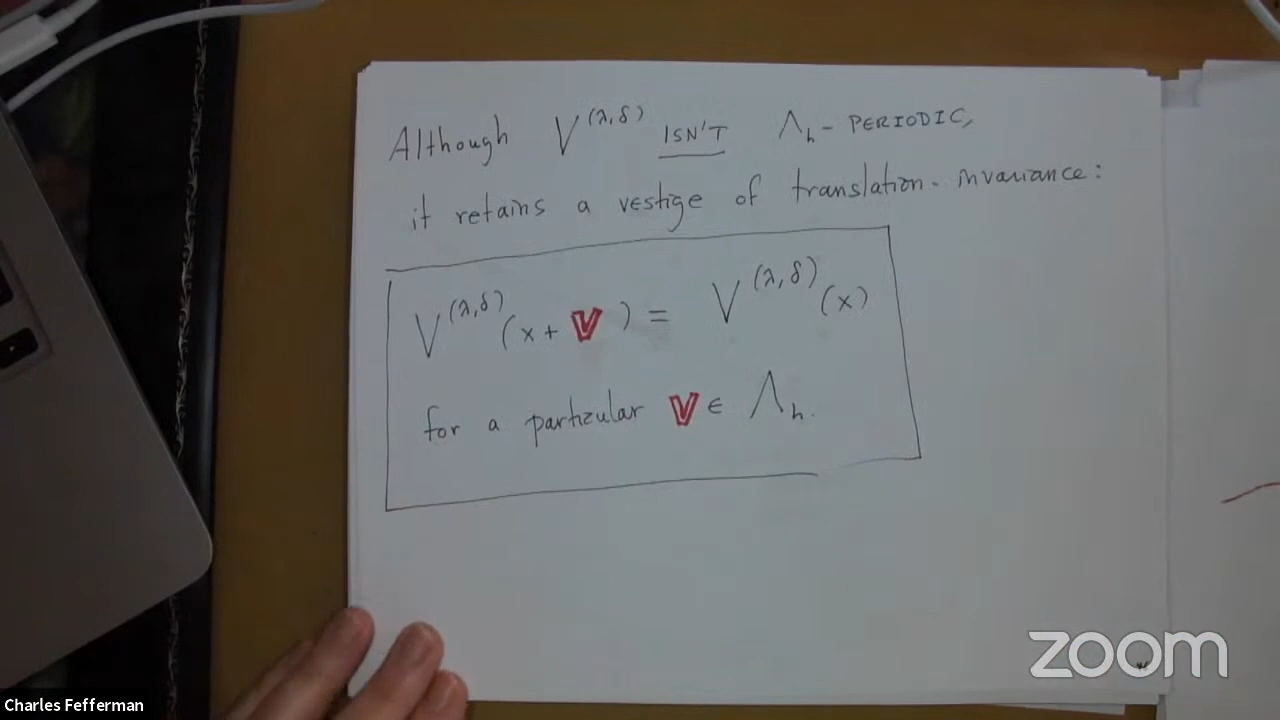 Although V^(λ,δ) ISN'T Λ_h - PERIODIC,
it retains a vestige of translation-invariance:
V^(λ,δ) (x + 𝕍) = V^(λ,δ) (x)
for a particular 𝕍 ∈ Λ_h.
zoom
Charles Fefferman